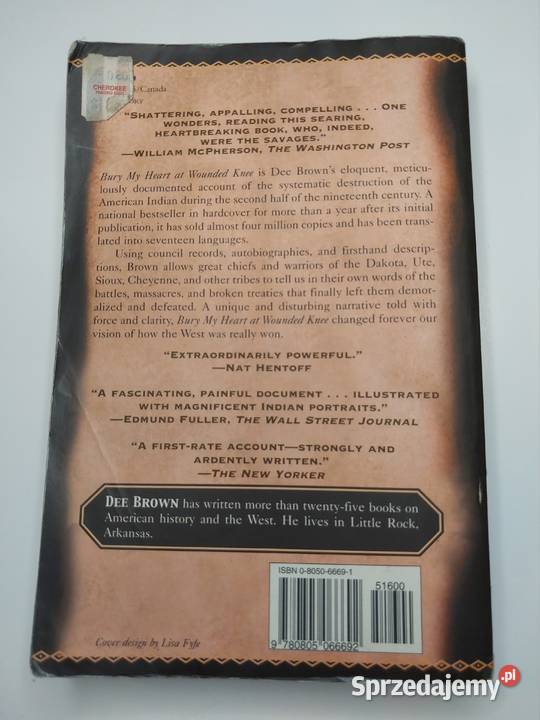 CHEROKEE
/Canada
"SHATTERING, APPALLING, COMPELLING . . . ONE
WONDERS, READING THIS SEARING,
HEARTBREAKING BOOK, WHO, INDEED,
WERE THE SAVAGES."
—WILLIAM MCPHERSON, THE WASHINGTON POST
Bury My Heart at Wounded Knee is Dee Brown's eloquent, meticu-
lously documented account of the systematic destruction of the
American Indian during the second half of the nineteenth century. A
national bestseller in hardcover for more than a year after its initial
publication, it has sold almost four million copies and has been trans-
lated into seventeen languages.
Using council records, autobiographies, and firsthand descrip-
tions, Brown allows great chiefs and warriors of the Dakota, Ute,
Sioux, Cheyenne, and other tribes to tell us in their own words of the
battles, massacres, and broken treaties that finally left them demor-
alized and defeated. A unique and disturbing narrative told with
force and clarity, Bury My Heart at Wounded Knee changed forever our
vision of how the West was really won.
"EXTRAORDINARILY POWERFUL."
—NAT HENTOFF
"A FASCINATING, PAINFUL DOCUMENT . . . ILLUSTRATED
WITH MAGNIFICENT INDIAN PORTRAITS."
—EDMUND FULLER, THE WALL STREET JOURNAL
"A FIRST-RATE ACCOUNT—STRONGLY AND
ARDENTLY WRITTEN."
—THE NEW YORKER
DEE BROWN has written more than twenty-five books on
American history and the West. He lives in Little Rock,
Arkansas.
ISBN 0-8050-6669-1
51600
9 780805 066692
Cover design by Lisa Fyfe
Sprzedajemy.pl